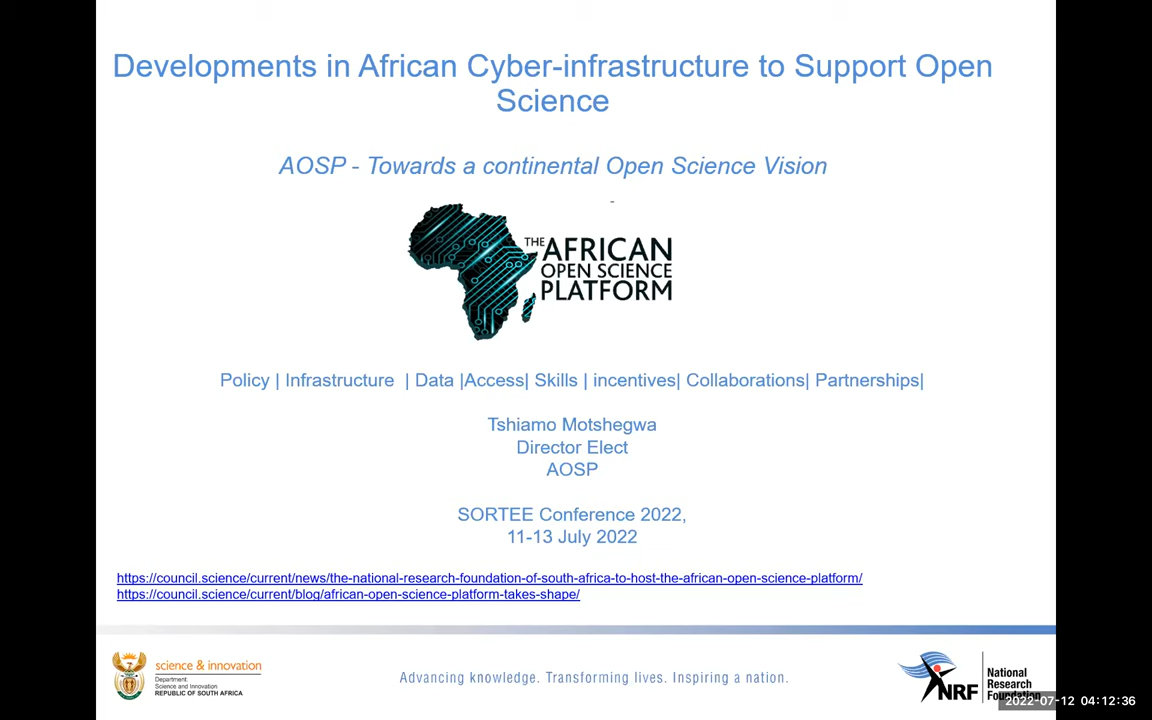 Developments in African Cyber-infrastructure to Support Open
Science
AOSP - Towards a continental Open Science Vision
-
THE AFRICAN
OPEN SCIENCE
PLATFORM
Policy | Infrastructure | Data |Access| Skills | incentives| Collaborations| Partnerships|
Tshiamo Motshegwa
Director Elect
AOSP
SORTEE Conference 2022,
11-13 July 2022
https://council.science/current/news/the-national-research-foundation-of-south-africa-to-host-the-african-open-science-platform/
https://council.science/current/blog/african-open-science-platform-takes-shape/
science & innovation
Department:
Science and Innovation
REPUBLIC OF SOUTH AFRICA
Advancing knowledge. Transforming lives. Inspiring a nation.
NRF
National
Research
Foundation
2022-07-12 04:12:36